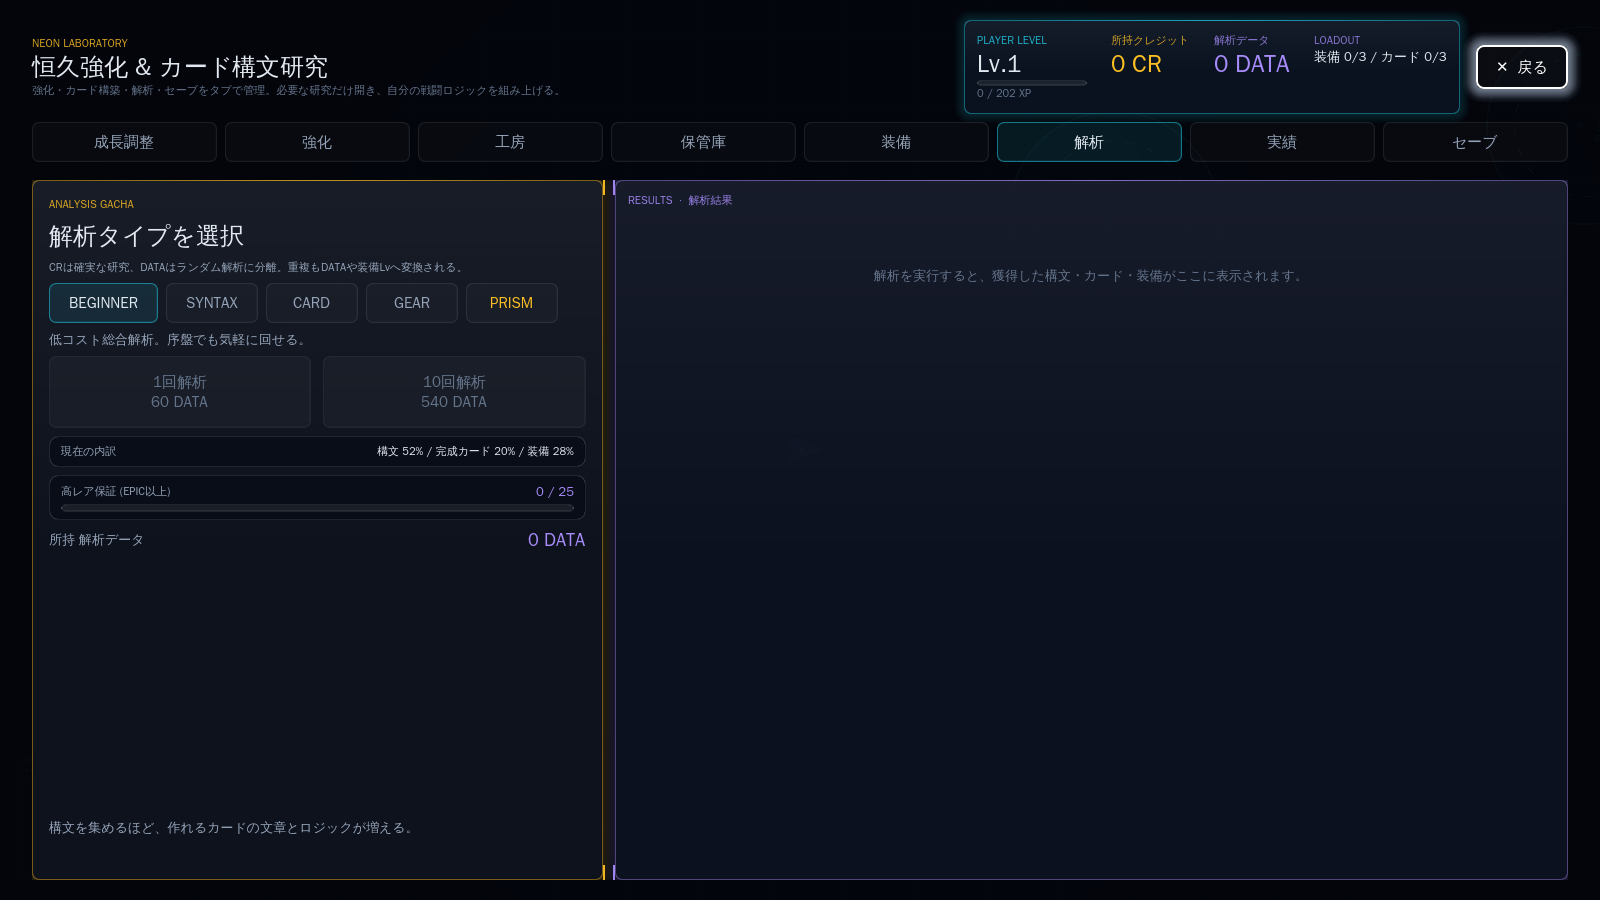 NEON LABORATORY
恒久強化 & カード構文研究
強化・カード構築・解析・セーブをタブで管理。必要な研究だけ開き、自分の戦闘ロジックを組み上げる。
PLAYER LEVEL
Lv.1
0 / 202 XP
所持クレジット
0 CR
解析データ
0 DATA
LOADOUT
装備 0/3 / カード 0/3
✕ 戻る
成長調整
強化
工房
保管庫
装備
解析
実績
セーブ
ANALYSIS GACHA
解析タイプを選択
CRは確実な研究、DATAはランダム解析に分離。重複もDATAや装備Lvへ変換される。
BEGINNER
SYNTAX
CARD
GEAR
PRISM
低コスト総合解析。序盤でも気軽に回せる。
1回解析
60 DATA
10回解析
540 DATA
現在の内訳
構文 52% / 完成カード 20% / 装備 28%
高レア保証 (EPIC以上)
0 / 25
所持 解析データ
0 DATA
構文を集めるほど、作れるカードの文章とロジックが増える。
RESULTS · 解析結果
解析を実行すると、獲得した構文・カード・装備がここに表示されます。